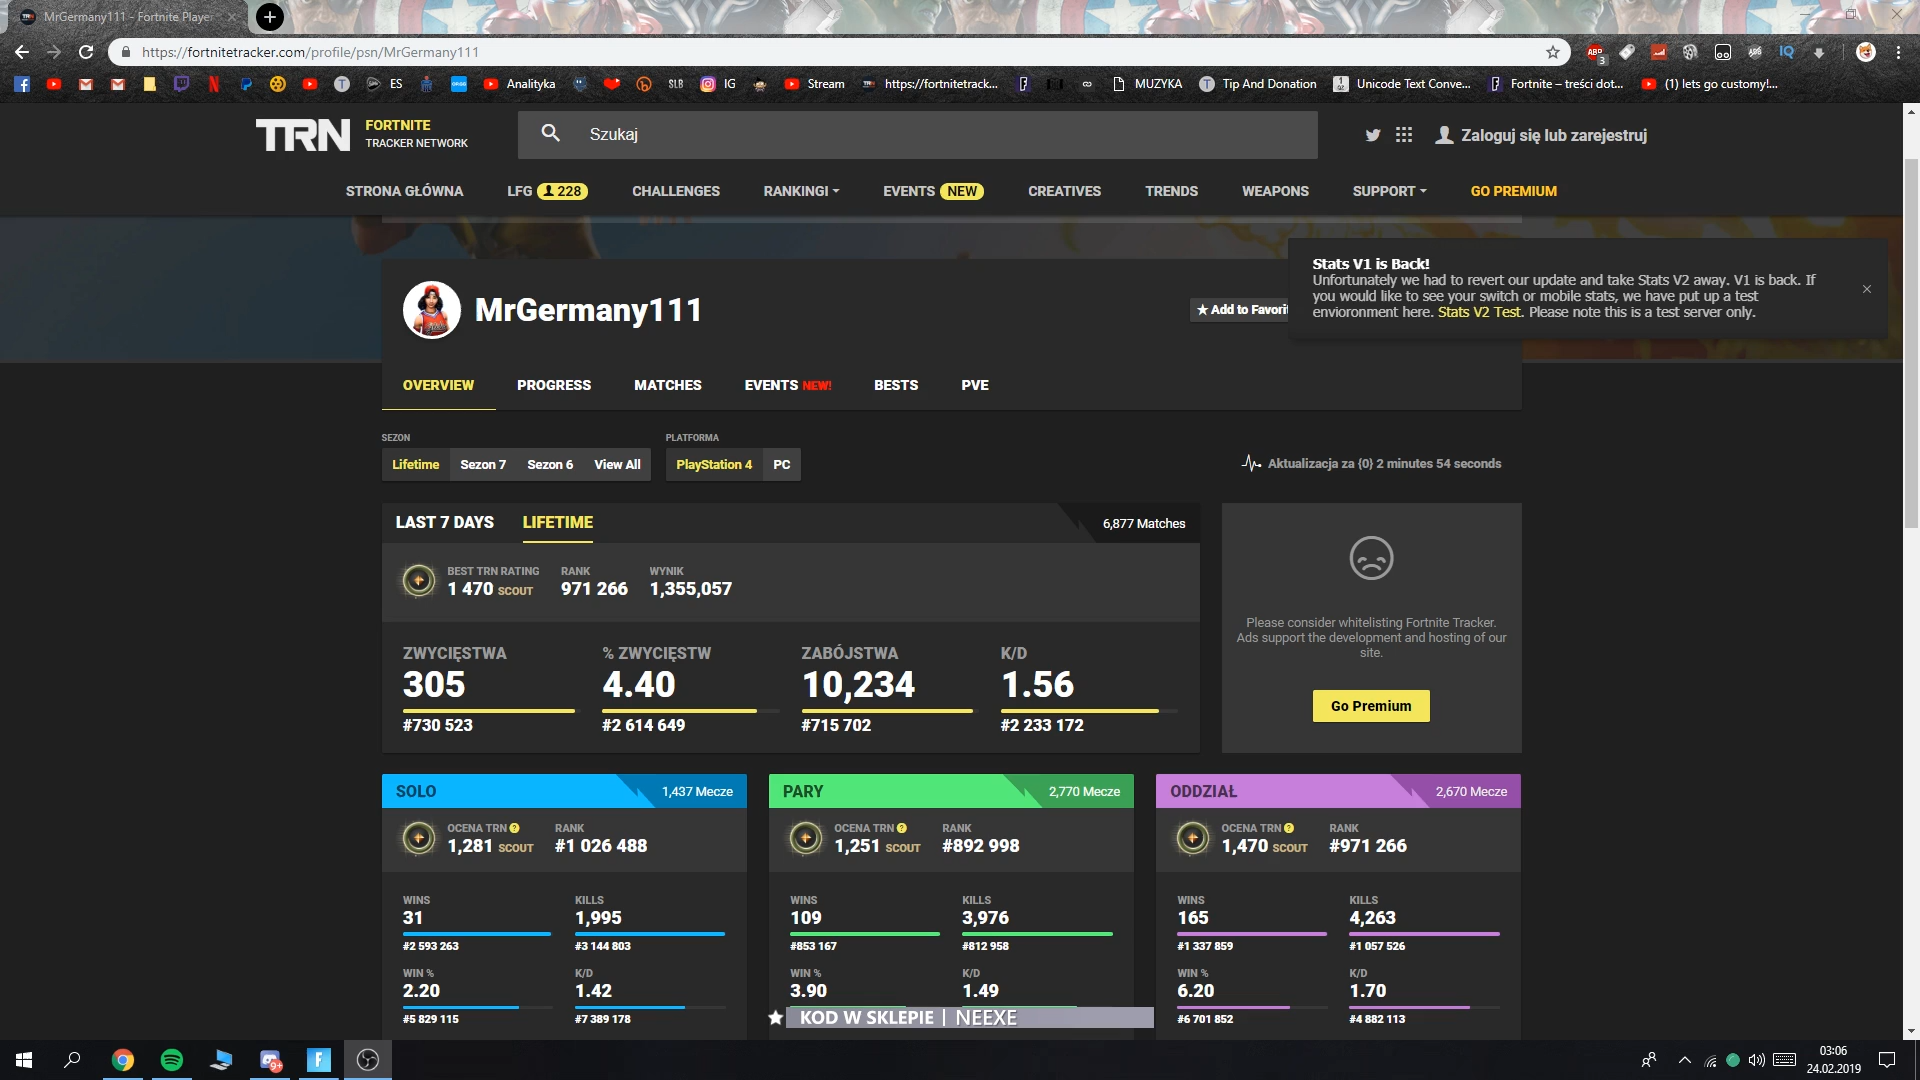 MrGermany111 - Fortnite Player
https://fortnitetracker.com/profile/psn/MrGermany111
ES
Analityka
SLB
IG
Stream
https://fortnitetrack...
MUZYKA
Tip And Donation
Unicode Text Conve...
Fortnite – treści dot...
(1) lets go custommy!...
TRN
FORTNITE
TRACKER NETWORK
Szukaj
Zaloguj się lub zarejestruj
STRONA GŁÓWNA
LFG 228
CHALLENGES
RANKINGI
EVENTS NEW
CREATIVES
TRENDS
WEAPONS
SUPPORT
GO PREMIUM
Stats V1 is Back!
Unfortunately we had to revert our update and take Stats V2 away. V1 is back. If
you would like to see your switch or mobile stats, we have put up a test
envioronment here. Stats V2 Test. Please note this is a test server only.
MrGermany111
Add to Favorit
OVERVIEW
PROGRESS
MATCHES
EVENTS NEW!
BESTS
PVE
SEZON
PLATFORMA
Lifetime
Sezon 7
Sezon 6
View All
PlayStation 4
PC
Aktualizacja za {0} 2 minutes 54 seconds
LAST 7 DAYS
LIFETIME
6,877 Matches
BEST TRN RATING
1 470 SCOUT
RANK
971 266
WYNIK
1,355,057
ZWYCIĘSTWA
305
#730 523
% ZWYCIĘSTW
4.40
#2 614 649
ZABÓJSTWA
10,234
#715 702
K/D
1.56
#2 233 172
Please consider whitelisting Fortnite Tracker.
Ads support the development and hosting of our
site.
Go Premium
SOLO
1,437 Mecze
OCENA TRN ?
1,281 SCOUT
RANK
#1 026 488
WINS
31
#2 593 263
KILLS
1,995
#3 144 803
WIN %
2.20
#5 829 115
K/D
1.42
#7 389 178
PARY
2,770 Mecze
OCENA TRN ?
1,251 SCOUT
RANK
#892 998
WINS
109
#853 167
KILLS
3,976
#812 958
WIN %
3.90
K/D
1.49
ODDZIAŁ
2,670 Mecze
OCENA TRN ?
1,470 SCOUT
RANK
#971 266
WINS
165
#1 337 859
KILLS
4,263
#1 057 526
WIN %
6.20
#6 701 852
K/D
1.70
#4 882 113
KOD W SKLEPIE | NEEXE
03:06
24.02.2019